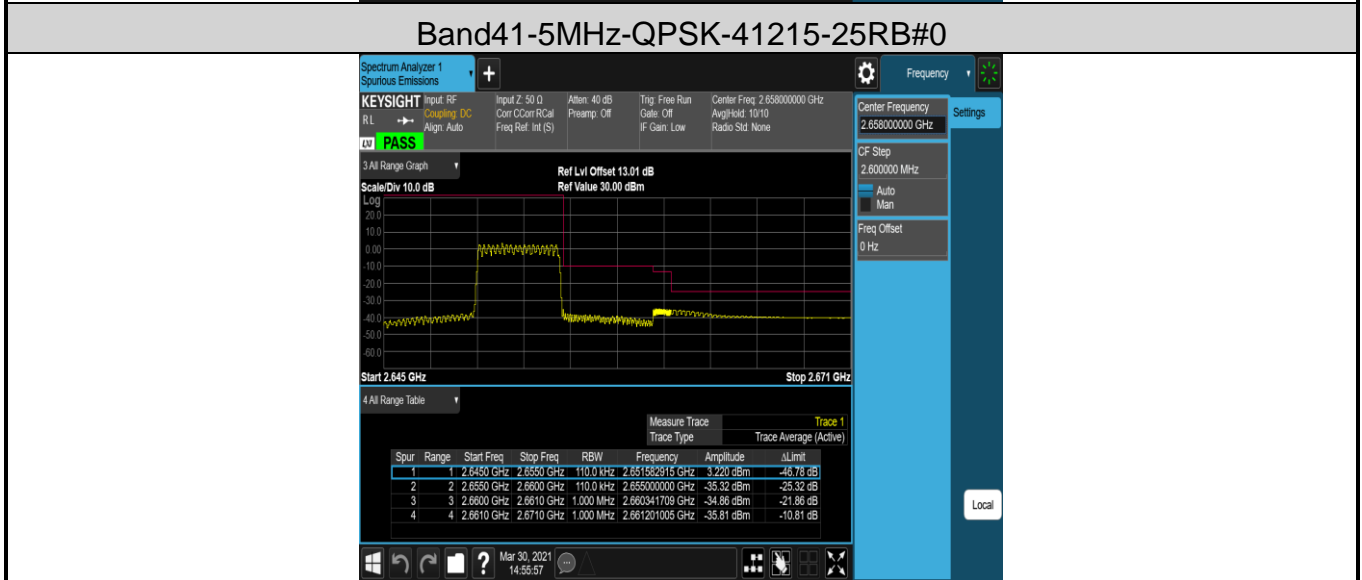 Band41-5MHz-QPSK-41215-25RB#0
Spectrum Analyzer 1
Spurious Emissions
+
Frequency
KEYSIGHT
RL
LXI PASS
Input: RF
Coupling: DC
Align: Auto
Input Z: 50 Ω
Corr CCorr RCal
Freq Ref: Int (S)
Atten: 40 dB
Preamp: Off
Trig: Free Run
Gate: Off
IF Gain: Low
Center Freq: 2.658000000 GHz
Avg|Hold: 10/10
Radio Std: None
Center Frequency
2.658000000 GHz
Settings
CF Step
2.600000 MHz
Auto
Man
Freq Offset
0 Hz
Local
3 All Range Graph
Scale/Div 10.0 dB
Ref Lvl Offset 13.01 dB
Ref Value 30.00 dBm
Log
20.0
10.0
0.00
-10.0
-20.0
-30.0
-40.0
-50.0
-60.0
Start 2.645 GHz Stop 2.671 GHz
4 All Range Table
Measure Trace Trace 1
Trace Type Trace Average (Active)
Spur Range Start Freq Stop Freq RBW Frequency Amplitude ΔLimit
1 1 2.6450 GHz 2.6550 GHz 110.0 kHz 2.651582915 GHz 3.220 dBm -46.78 dB
2 2 2.6550 GHz 2.6600 GHz 110.0 kHz 2.655000000 GHz -35.32 dBm -25.32 dB
3 3 2.6600 GHz 2.6610 GHz 1.000 MHz 2.660341709 GHz -34.86 dBm -21.86 dB
4 4 2.6610 GHz 2.6710 GHz 1.000 MHz 2.661201005 GHz -35.81 dBm -10.81 dB
?
Mar 30, 2021
14:55:57